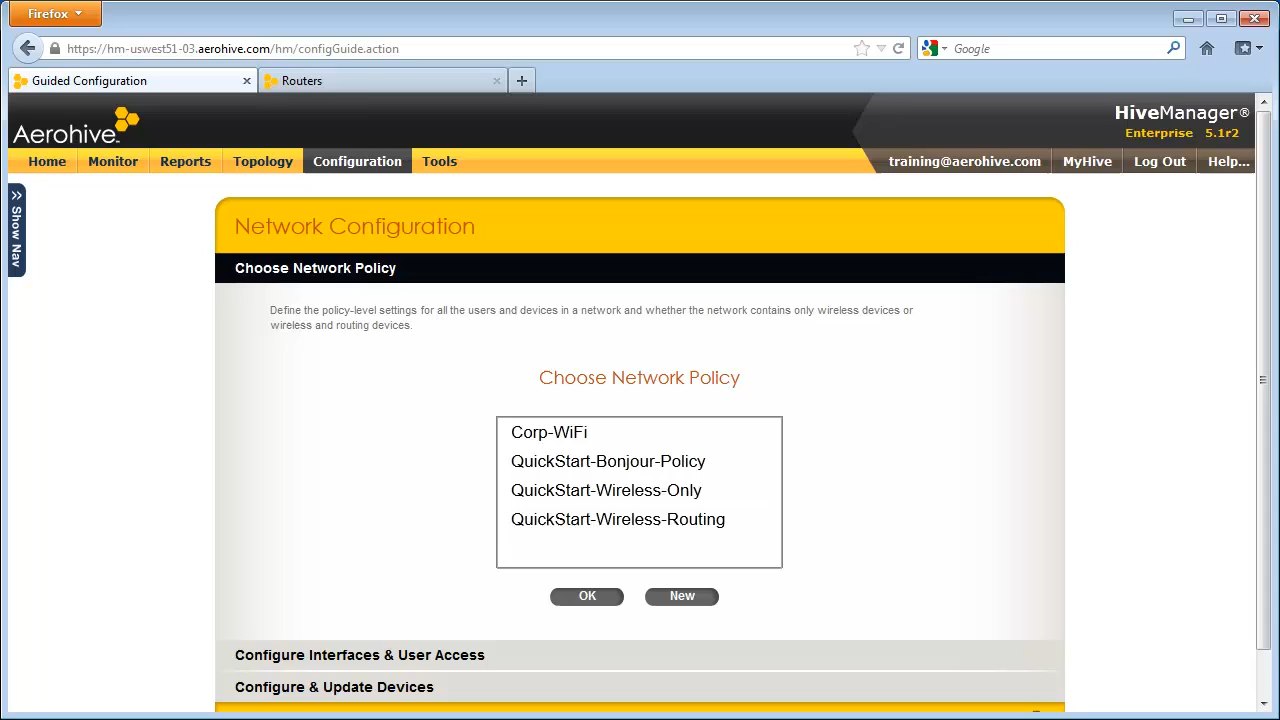 Firefox
https://hm-uswest51-03.aerohive.com/hm/configGuide.action
Google
Guided Configuration
Routers
Aerohive
HiveManager®
Enterprise 5.1r2
Home Monitor Reports Topology Configuration Tools
training@aerohive.com MyHive Log Out Help...
>> Show Nav
Network Configuration
Choose Network Policy
Define the policy-level settings for all the users and devices in a network and whether the network contains only wireless devices or
wireless and routing devices.
Choose Network Policy
Corp-WiFi
QuickStart-Bonjour-Policy
QuickStart-Wireless-Only
QuickStart-Wireless-Routing
OK New
Configure Interfaces & User Access
Configure & Update Devices